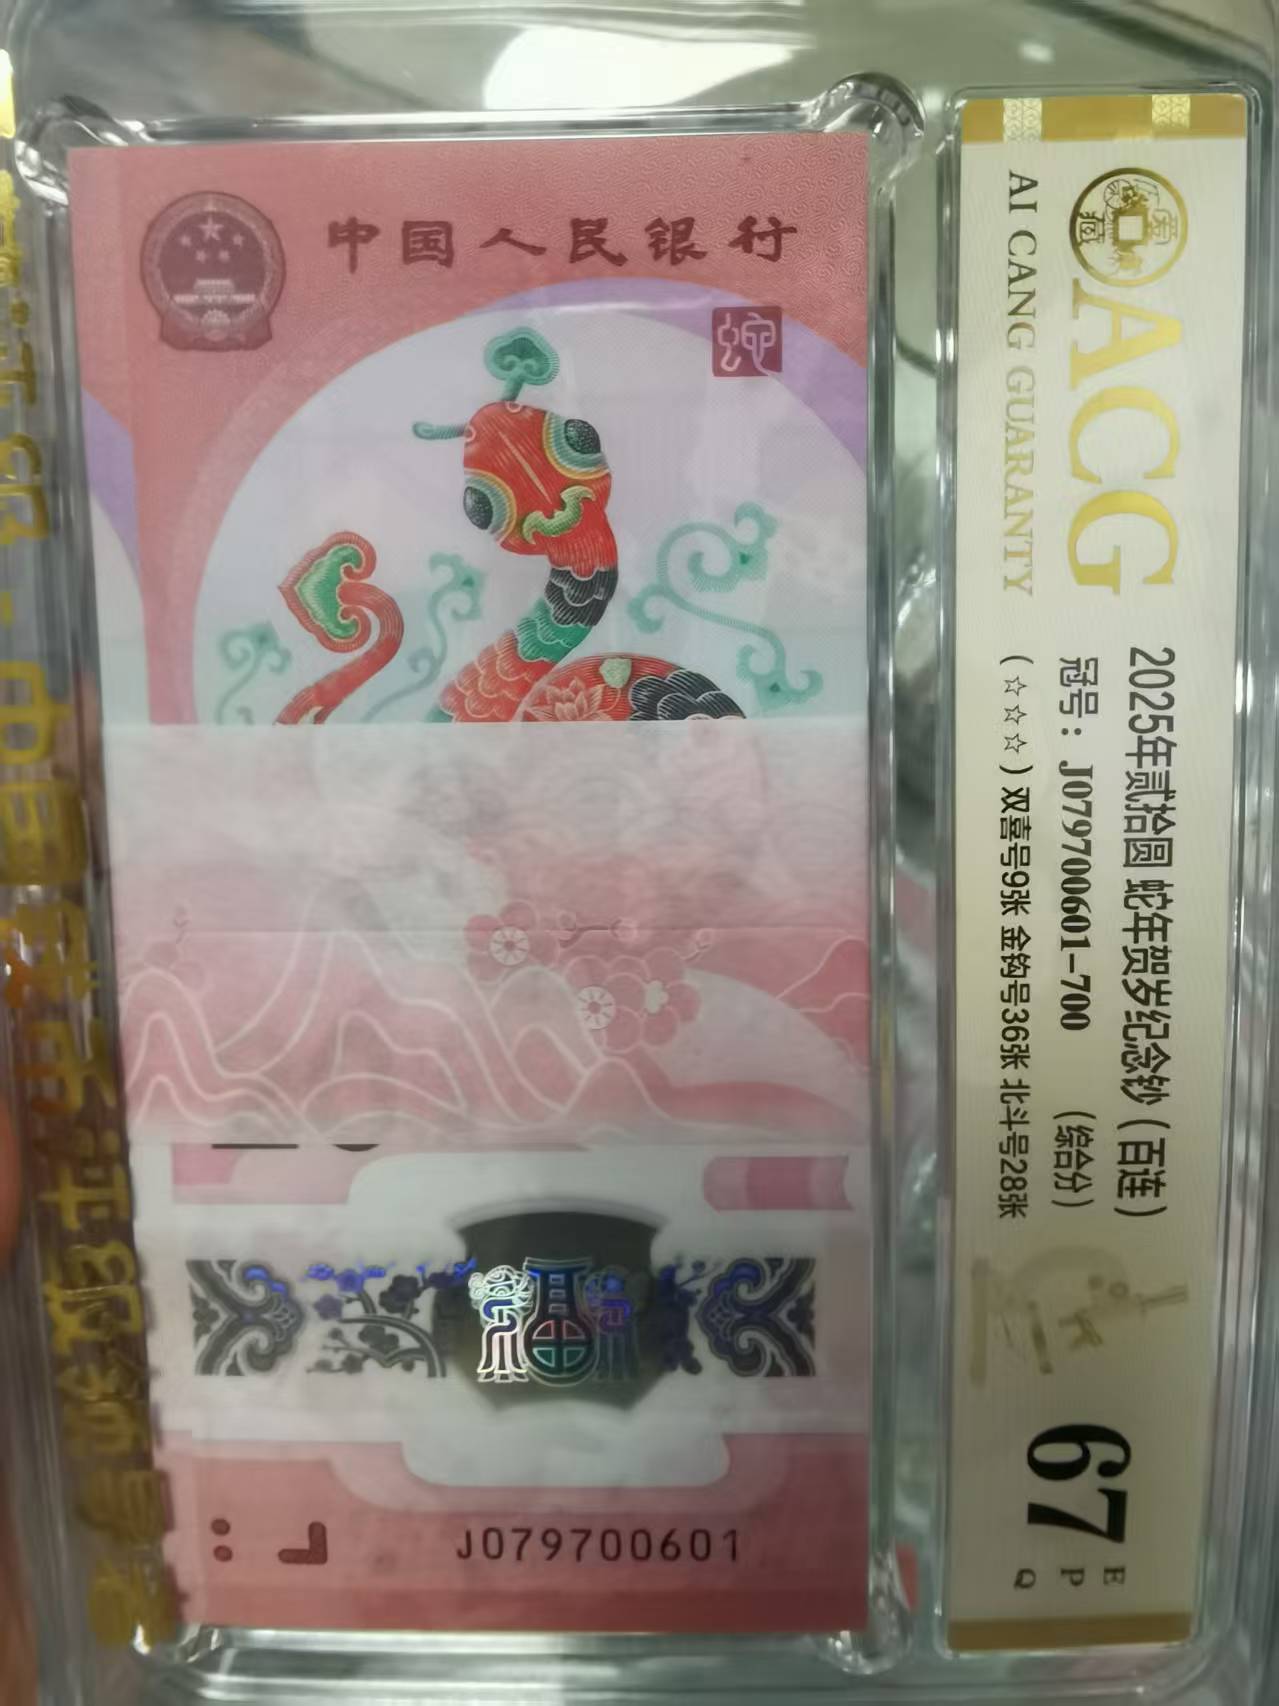 中国人民银行
蛇
J079700601
爱藏
ACG
AI CANG GUARANTY
2025年贰拾圆 蛇年贺岁纪念钞（百连）
冠号：J079700601-700 （综合分）
（☆☆☆）双喜号9张 金钩号36张 北斗号28张
67
EPQ